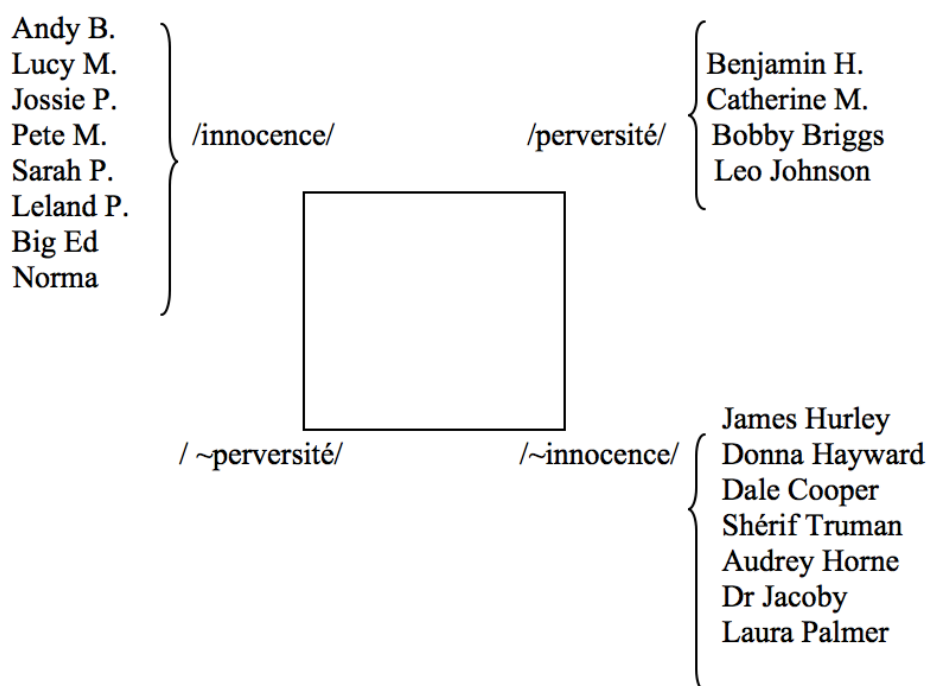 Andy B.
Lucy M.
Jossie P.
Pete M.
Sarah P.
Leland P.
Big Ed
Norma
/innocence/
/perversité/
Benjamin H.
Catherine M.
Bobby Briggs
Leo Johnson
/ ~perversité/
/~innocence/
James Hurley
Donna Hayward
Dale Cooper
Shérif Truman
Audrey Horne
Dr Jacoby
Laura Palmer